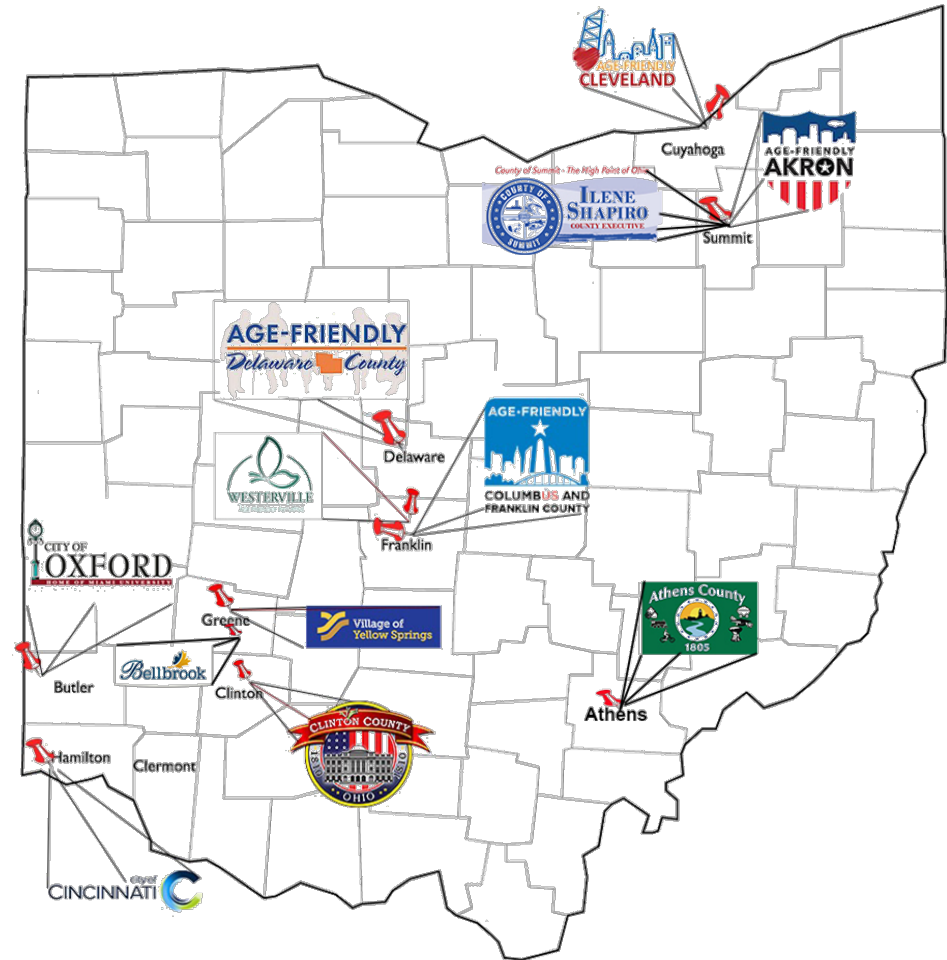 AGE-FRIENDLY
CLEVELAND
Cuyahoga
AGE-FRIENDLY
AKRON
County of Summit - The High Point of Ohio
COUNTY OF
SUMMIT
ILENE
SHAPIRO
COUNTY EXECUTIVE
Summit
AGE-FRIENDLY
Delaware County
Delaware
AGE-FRIENDLY
COLUMBUS AND
FRANKLIN COUNTY
WESTERVILLE
Franklin
CITY OF
OXFORD
HOME OF MIAMI UNIVERSITY
Greene
Village of
Yellow Springs
Athens County
1805
Bellbrook
Butler
Clinton
Athens
CLINTON COUNTY
1810
1810
OHIO
Hamilton
Clermont
city of
CINCINNATI